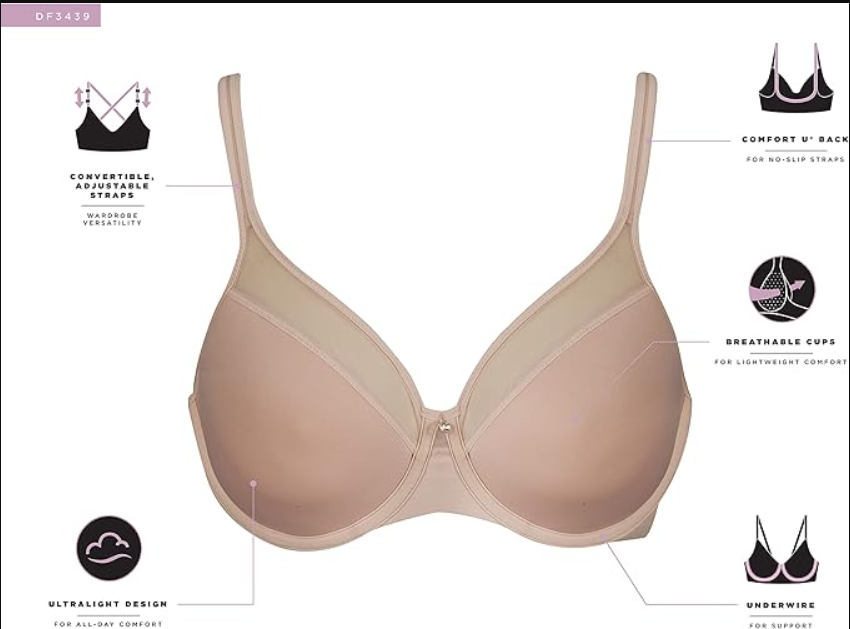 DF3439
CONVERTIBLE,
ADJUSTABLE
STRAPS
WARDROBE
VERSATILITY
COMFORT U® BACK
FOR NO-SLIP STRAPS
BREATHABLE CUPS
FOR LIGHTWEIGHT COMFORT
ULTRALIGHT DESIGN
FOR ALL-DAY COMFORT
UNDERWIRE
FOR SUPPORT